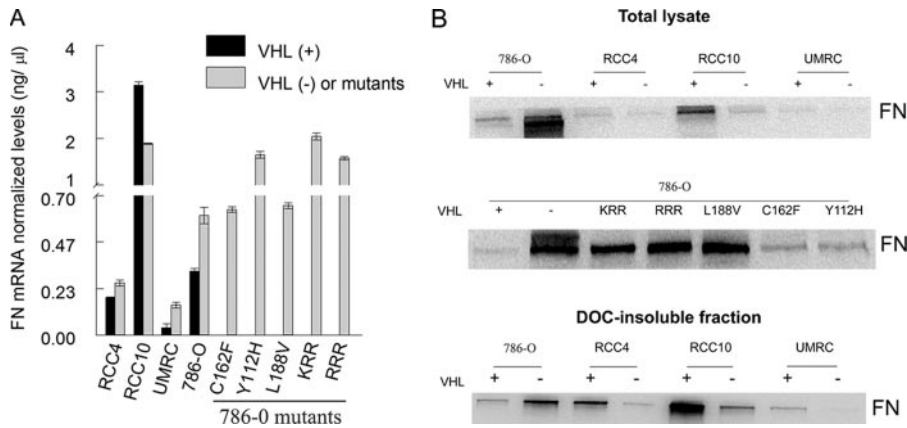 A
FN mRNA normalized levels (ng/ µl)
4
3
2
1
0.70
0.47
0.23
0.00
VHL (+)
VHL (-) or mutants
RCC4
RCC10
UMRC
786-O
C162F
Y112H
L188V
KRR
RRR
786-0 mutants
B
Total lysate
786-O RCC4 RCC10 UMRC
VHL + - + - + - + -
FN
786-O
VHL + - KRR RRR L188V C162F Y112H
FN
DOC-insoluble fraction
786-O RCC4 RCC10 UMRC
VHL + - + - + - + -
FN